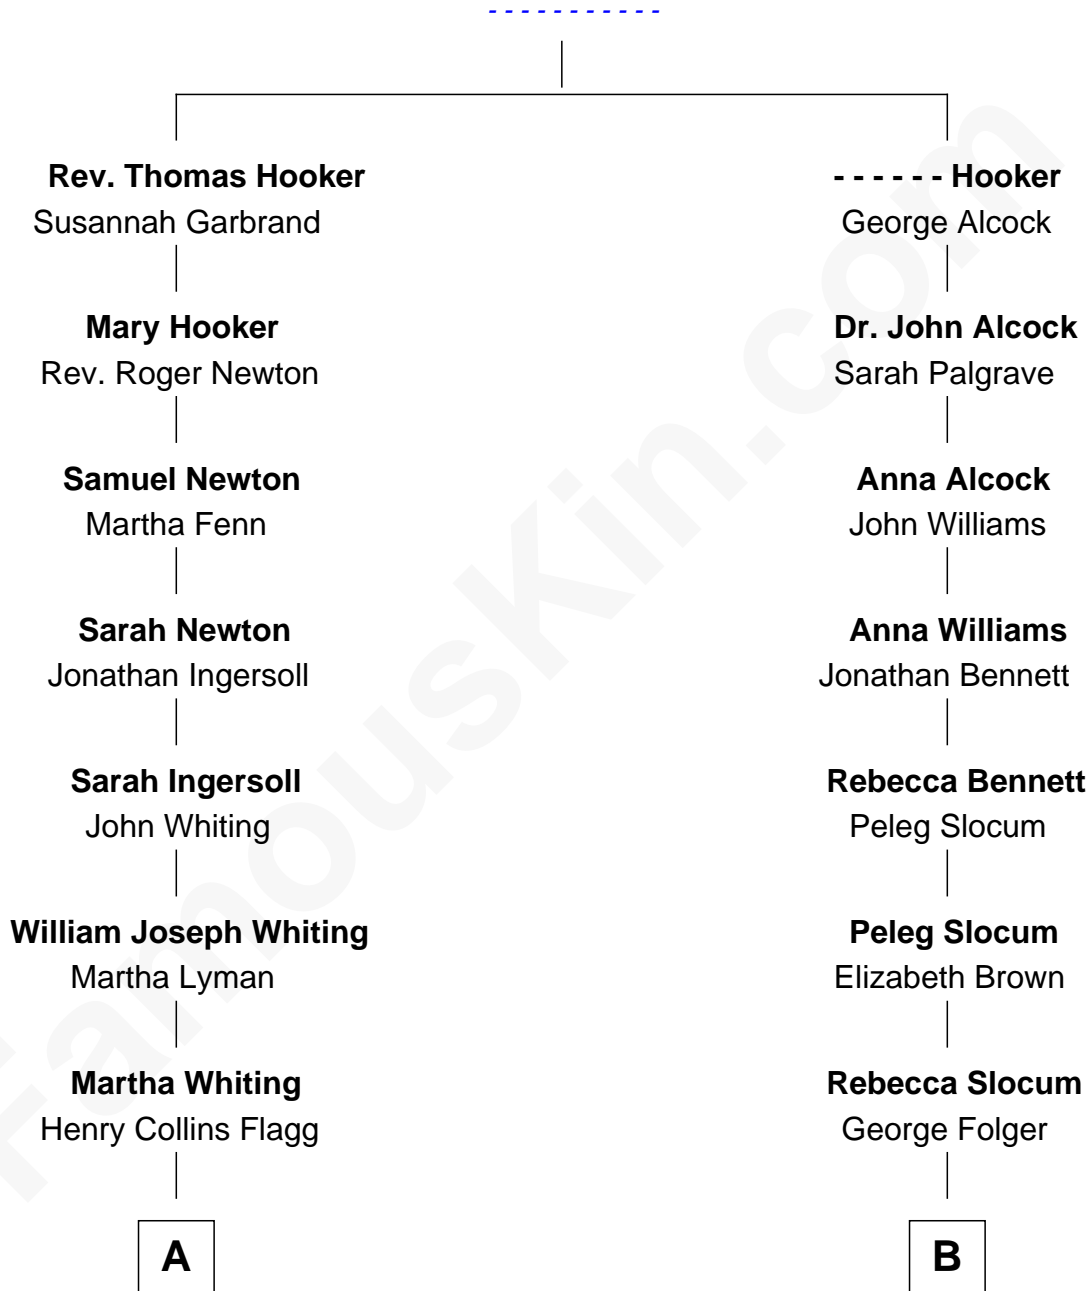 - - - - - - - - - - -
Rev. Thomas Hooker
Susannah Garbrand
- - - - - - Hooker
George Alcock
Mary Hooker
Rev. Roger Newton
Dr. John Alcock
Sarah Palgrave
Samuel Newton
Martha Fenn
Anna Alcock
John Williams
Sarah Newton
Jonathan Ingersoll
Anna Williams
Jonathan Bennett
Sarah Ingersoll
John Whiting
Rebecca Bennett
Peleg Slocum
William Joseph Whiting
Martha Lyman
Peleg Slocum
Elizabeth Brown
Martha Whiting
Henry Collins Flagg
Rebecca Slocum
George Folger
A
B
FamousKin.com